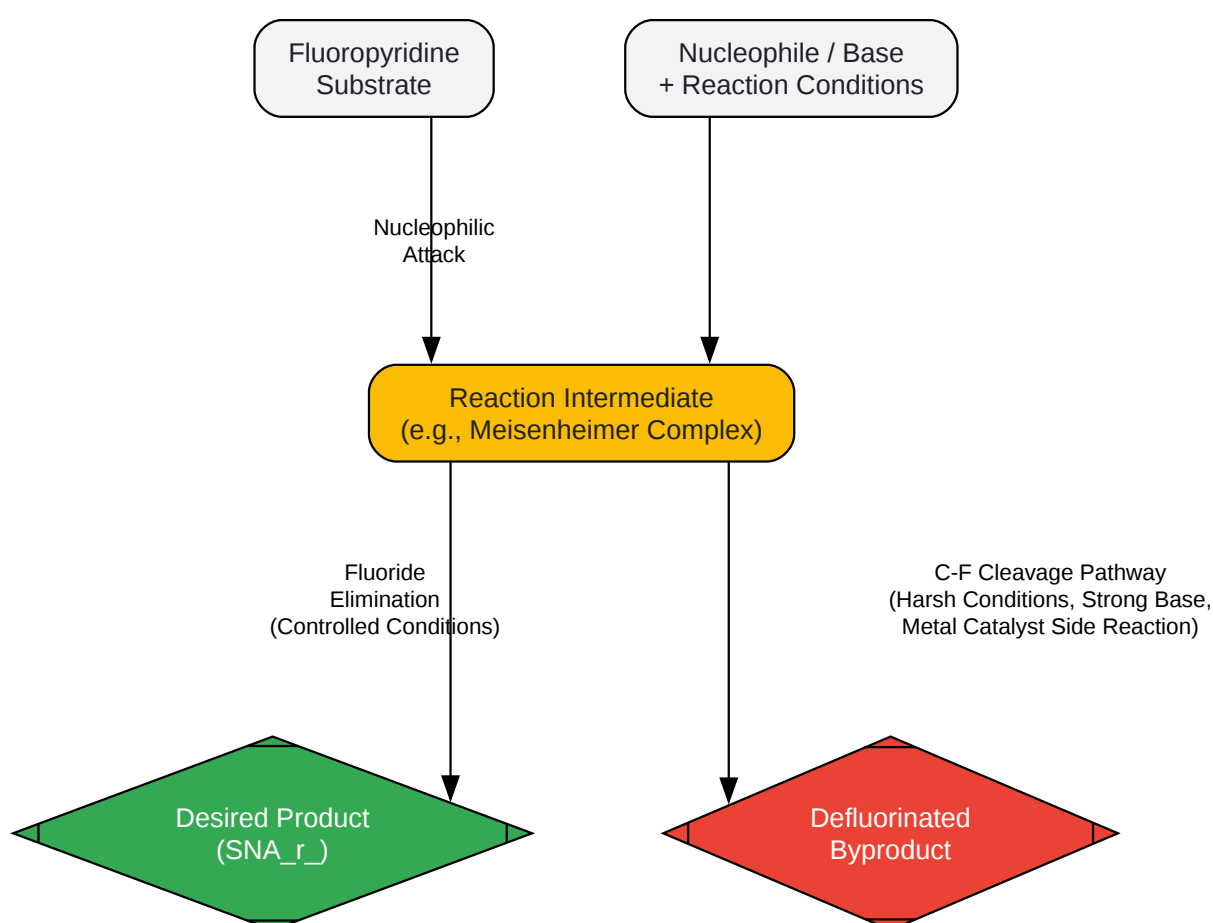 Fluoropyridine
Substrate
Nucleophile / Base
+ Reaction Conditions
Nucleophilic
Attack
Reaction Intermediate
(e.g., Meisenheimer Complex)
Fluoride
Elimination
(Controlled Conditions)
C-F Cleavage Pathway
(Harsh Conditions, Strong Base,
Metal Catalyst Side Reaction)
Desired Product
(SNA_r_)
Defluorinated
Byproduct